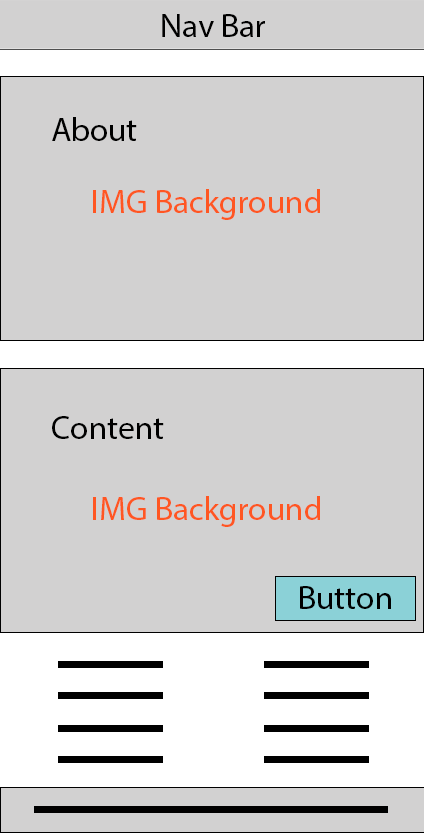 Nav Bar
About
IMG Background
Content
IMG Background
Button